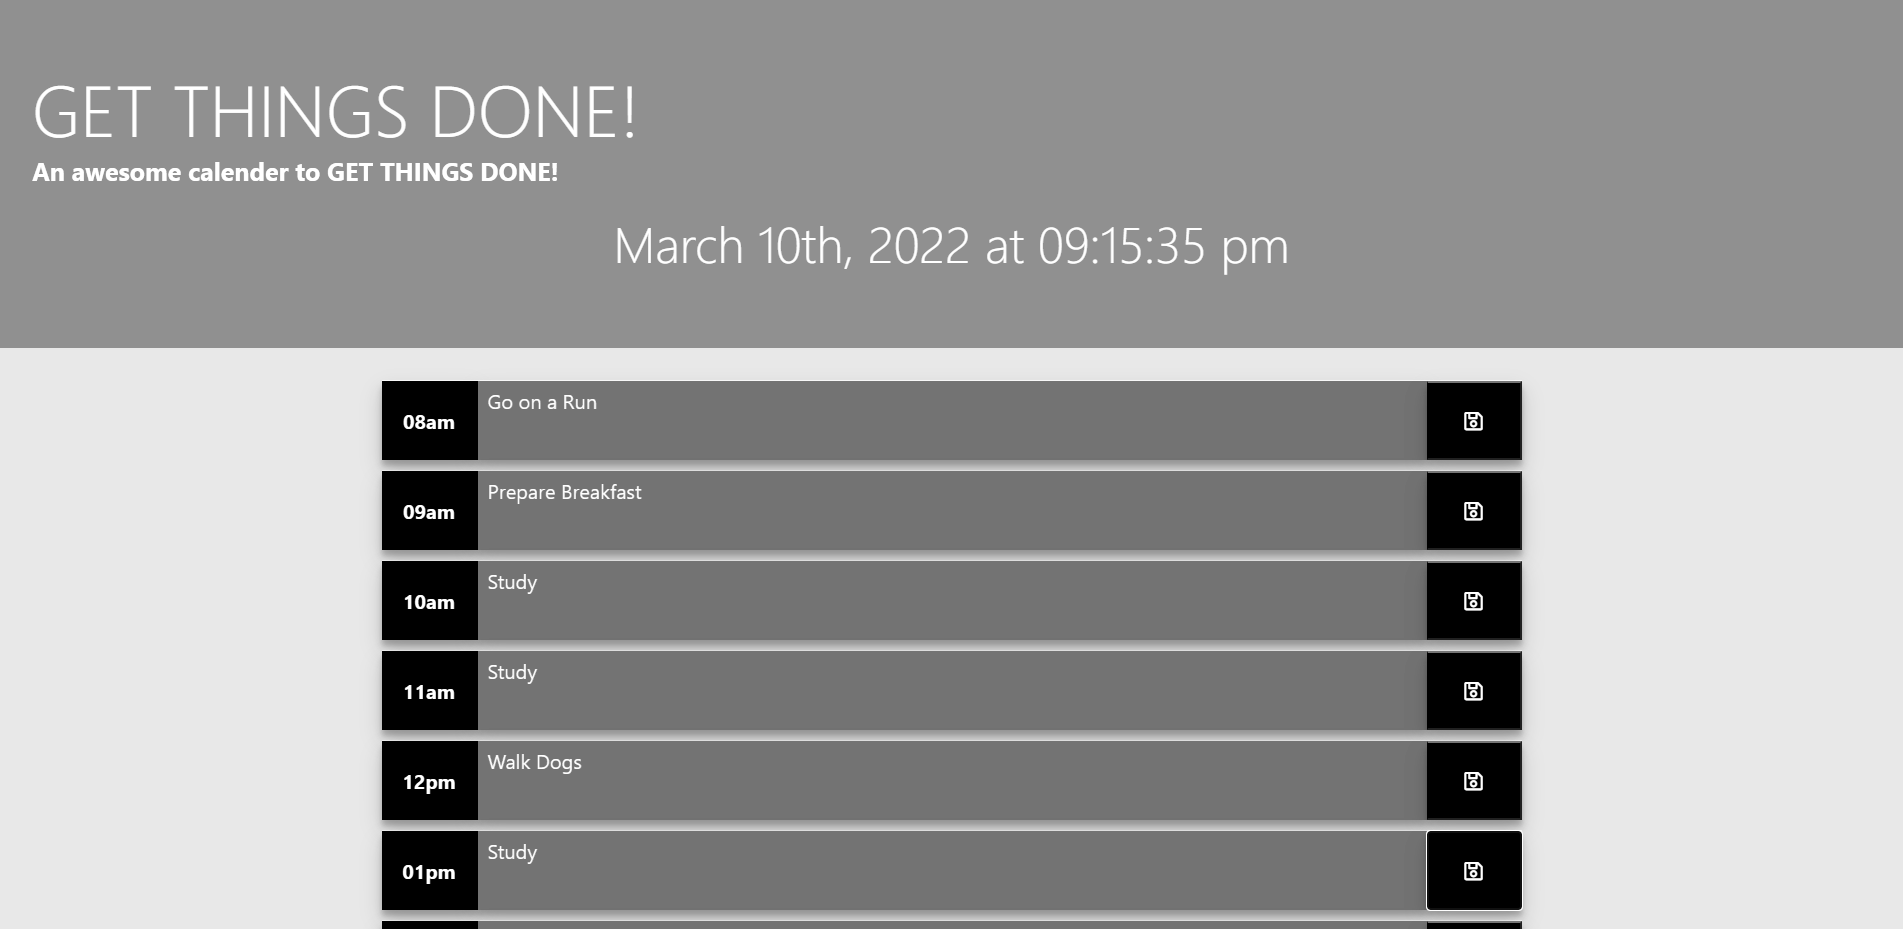 GET THINGS DONE!
An awesome calender to GET THINGS DONE!
March 10th, 2022 at 09:15:35 pm
08am Go on a Run
09am Prepare Breakfast
10am Study
11am Study
12pm Walk Dogs
01pm Study